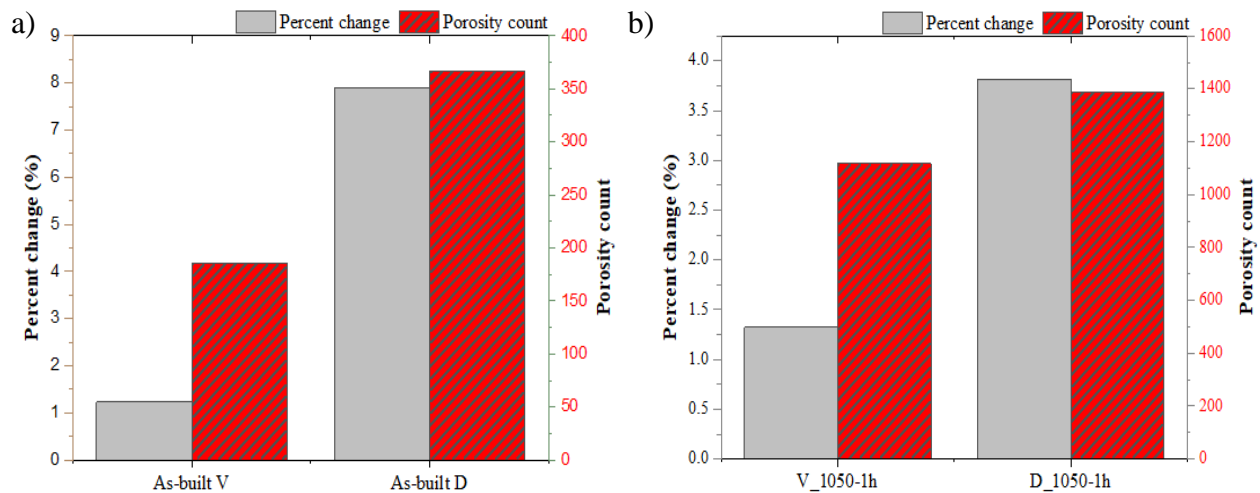 a)
Percent change
Porosity count
Percent change (%)
9
8
7
6
5
4
3
2
1
0
400
350
300
250
200
150
100
50
0
Porosity count
As-built V
As-built D
b)
Percent change
Porosity count
Percent change (%)
4.0
3.5
3.0
2.5
2.0
1.5
1.0
0.5
0.0
1600
1400
1200
1000
800
600
400
200
0
Porosity count
V_1050-1h
D_1050-1h